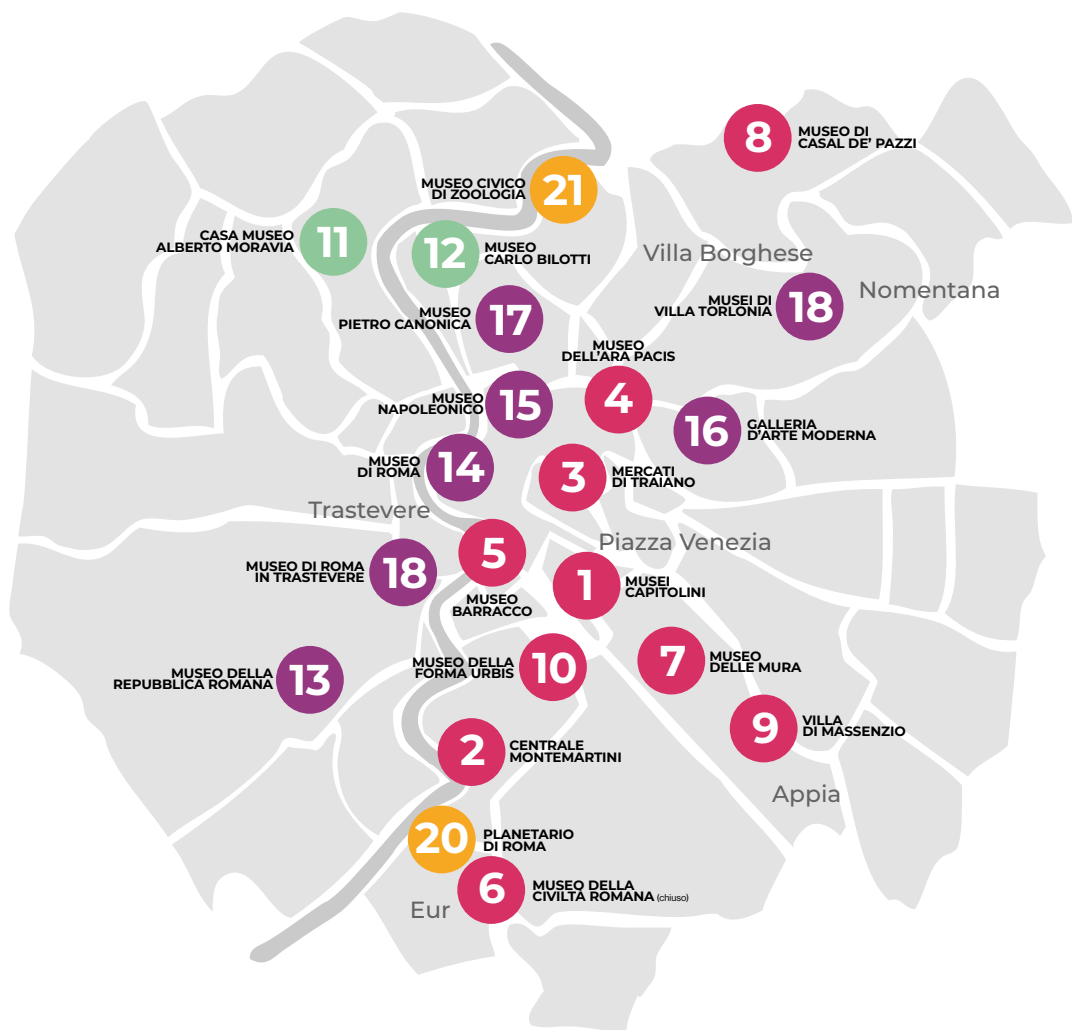 8
MUSEO DI
CASAL DE' PAZZI
MUSEO CIVICO
DI ZOOLOGIA
21
CASA MUSEO
ALBERTO MORAVIA
11
12
MUSEO
CARLO BILOTTI
Villa Borghese
Nomentana
MUSEI DI
VILLA TORLONIA
18
MUSEO
PIETRO CANONICA
17
MUSEO
DELL'ARA PACIS
4
MUSEO
NAPOLEONICO
15
16
GALLERIA
D'ARTE MODERNA
MUSEO
DI ROMA
14
3
MERCATI
DI TRAIANO
Trastevere
Piazza Venezia
5
MUSEO
BARRACCO
MUSEO DI ROMA
IN TRASTEVERE
18
1
MUSEI
CAPITOLINI
MUSEO DELLA
REPUBBLICA ROMANA
13
MUSEO DELLA
FORMA URBIS
10
7
MUSEO
DELLE MURA
9
VILLA
DI MASSENZIO
2
CENTRALE
MONTEMARTINI
Appia
20
PLANETARIO
DI ROMA
6
MUSEO DELLA
CIVILTÀ ROMANA (chiuso)
Eur